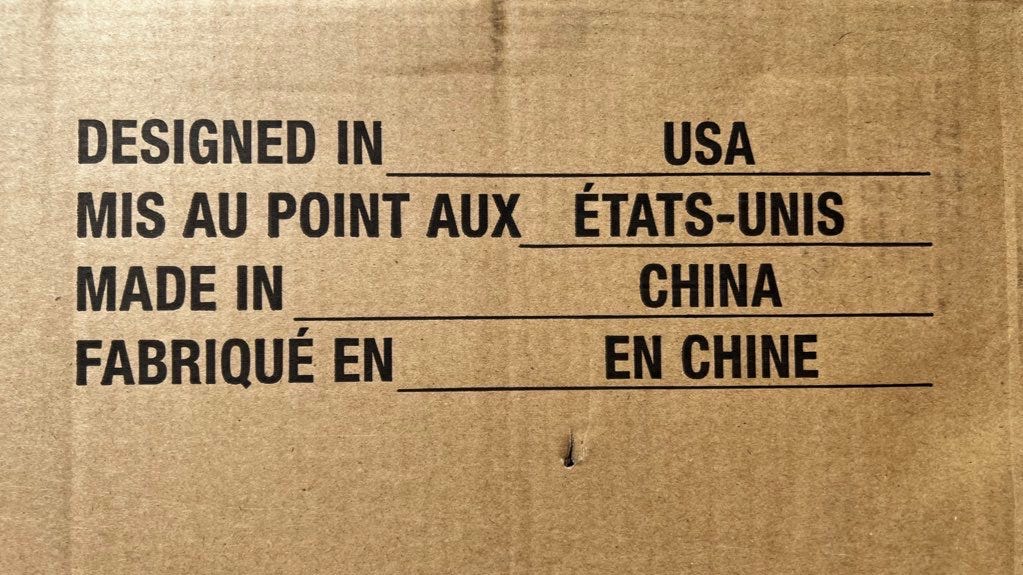 DESIGNED IN USA
MIS AU POINT AUX ÉTATS-UNIS
MADE IN CHINA
FABRIQUÉ EN EN CHINE